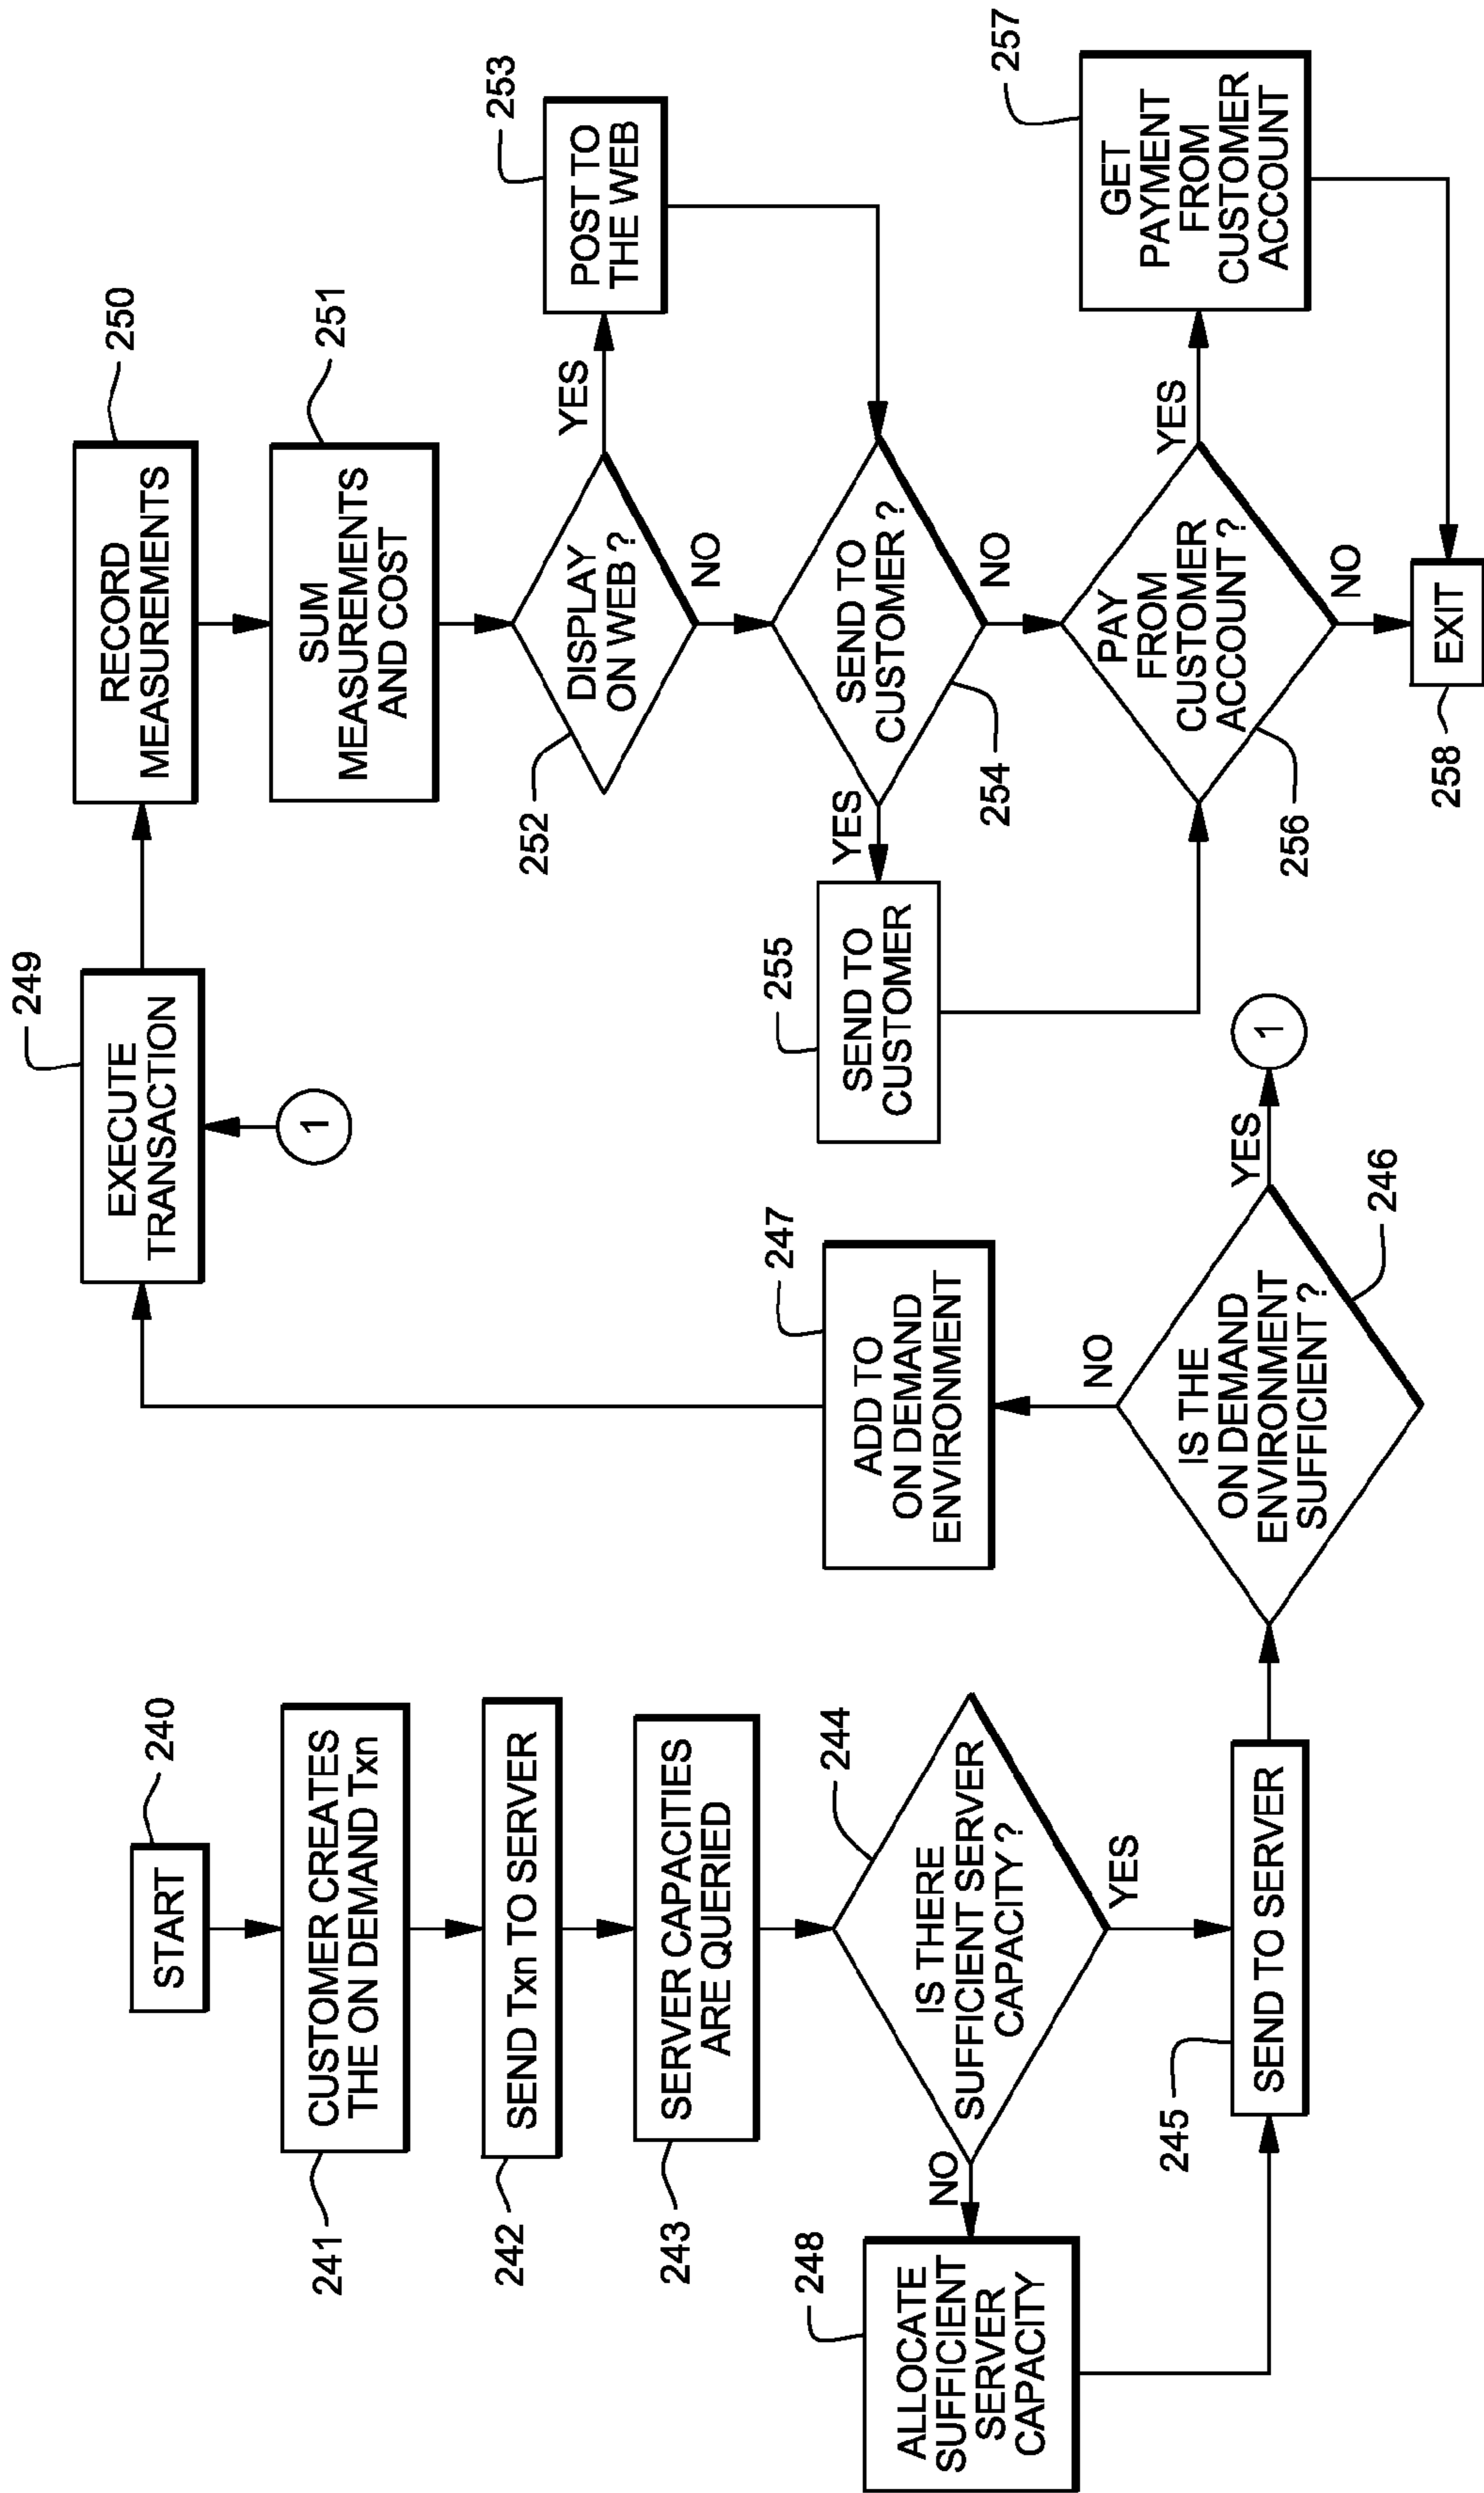 240
START
241
CUSTOMER CREATES
THE ON DEMAND Txn
242
SEND Txn TO SERVER
243
SERVER CAPACITIES
ARE QUERIED
244
IS THERE
SUFFICIENT SERVER
CAPACITY ?
NO
YES
248
ALLOCATE
SUFFICIENT
SERVER
CAPACITY
245
SEND TO SERVER
246
IS THE
ON DEMAND
ENVIRONMENT
SUFFICIENT ?
NO
YES
1
247
ADD TO
ON DEMAND
ENVIRONMENT
249
EXECUTE
TRANSACTION
1
250
RECORD
MEASUREMENTS
251
SUM
MEASUREMENTS
AND COST
252
DISPLAY
ON WEB ?
YES
NO
253
POST TO
THE WEB
254
SEND TO
CUSTOMER ?
YES
NO
255
SEND TO
CUSTOMER
256
PAY
FROM
CUSTOMER
ACCOUNT ?
YES
NO
257
GET
PAYMENT
FROM
CUSTOMER
ACCOUNT
258
EXIT